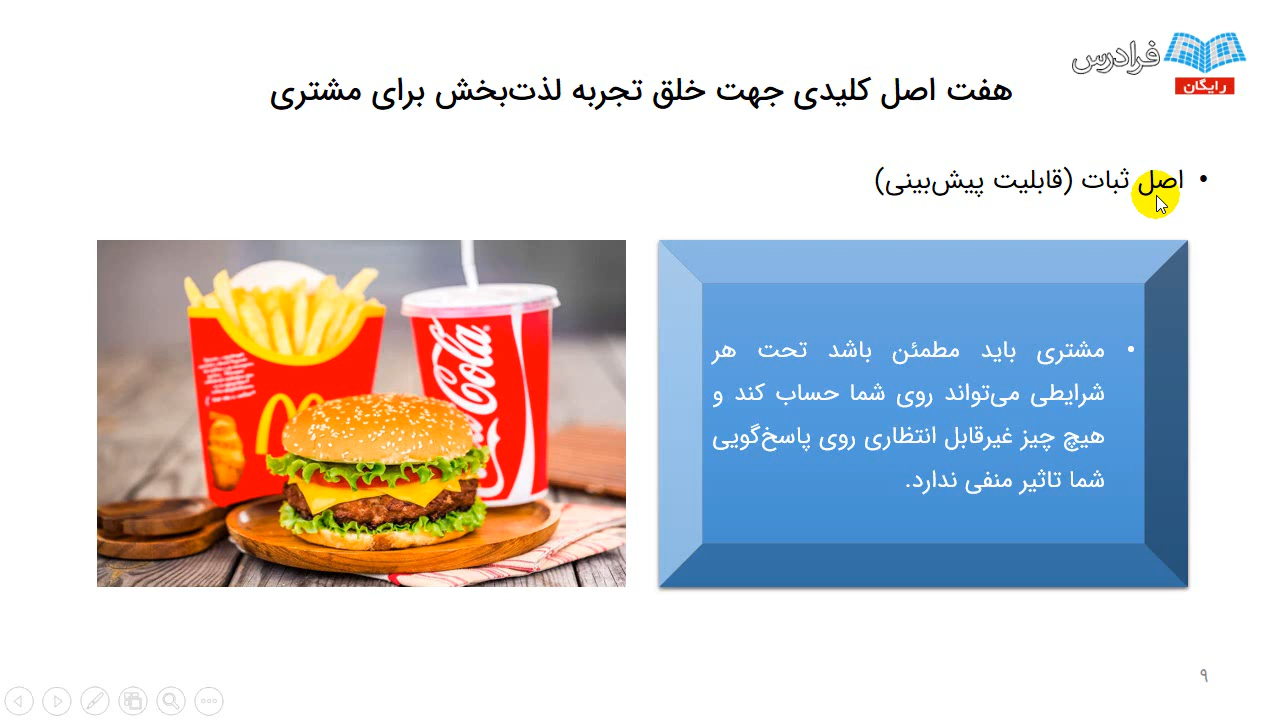 فرادرس
رایگان
هفت اصل کلیدی جهت خلق تجربه لذت‌بخش برای مشتری
• اصل ثبات (قابلیت پیش‌بینی)
• مشتری باید مطمئن باشد تحت هر
شرایطی می‌تواند روی شما حساب کند و
هیچ چیز غیرقابل انتظاری روی پاسخ‌گویی
شما تاثیر منفی ندارد.
Coca-Cola
۹